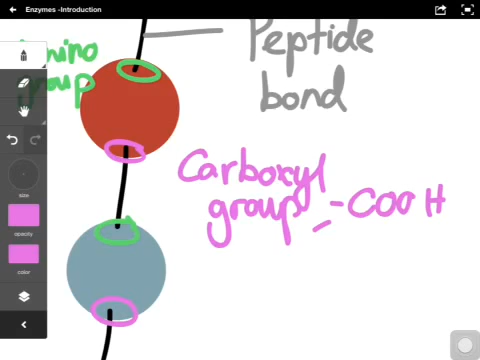 Enzymes -Introduction
Peptide
bond
Amino
group
Carboxyl
group -COOH
size
opacity
color